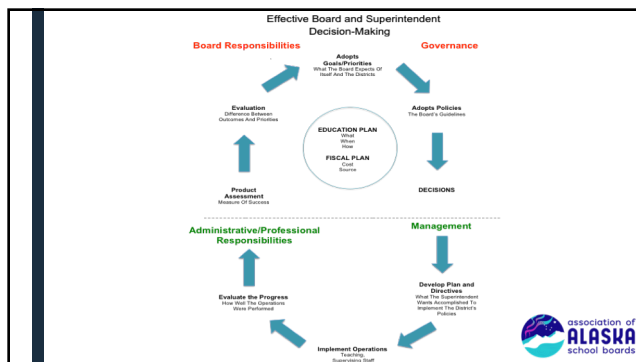 Effective Board and Superintendent
Decision-Making
Board Responsibilities
Governance
Adopts
Goals/Priorities
What The Board Expects Of
Itself And The Districts
Evaluation
Difference Between
Outcomes And Priorities
Adopts Policies
The Board's Guidelines
EDUCATION PLAN
What
When
How
FISCAL PLAN
Cost
Source
Product
Assessment
Measure Of Success
DECISIONS
Administrative/Professional
Responsibilities
Management
Develop Plan and
Directives
What The Superintendent
Wants Accomplished To
Implement The District's
Policies
Evaluate the Progress
How Well The Operations
Were Performed
Implement Operations
Teaching,
Supervising Staff
association of
ALASKA
school boards